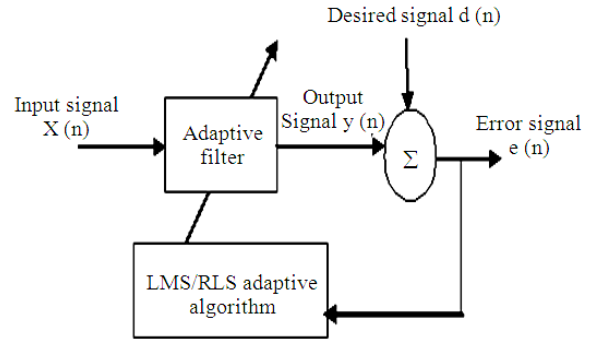 Desired signal d (n)
Input signal
X (n)
Adaptive
filter
Output
Signal y (n)
Σ
Error signal
e (n)
LMS/RLS adaptive
algorithm